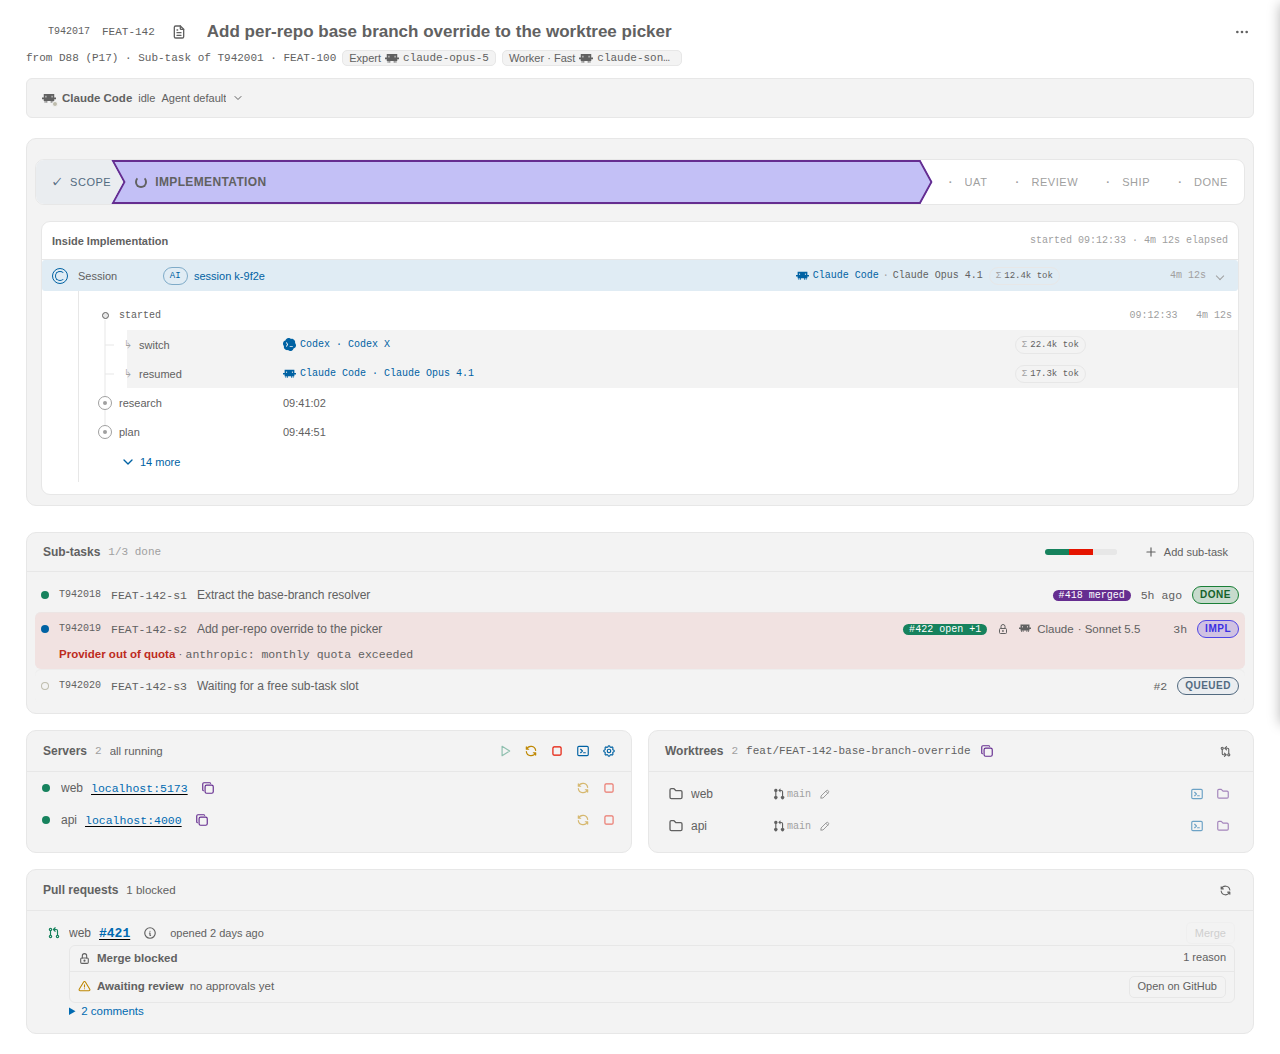 T942017 FEAT-142 Add per-repo base branch override to the worktree picker
from D88 (P17) · Sub-task of T942001 · FEAT-100 Expert claude-opus-5 Worker · Fast claude-son…
Claude Code idle Agent default
SCOPE IMPLEMENTATION · UAT · REVIEW · SHIP · DONE
Inside Implementation started 09:12:33 · 4m 12s elapsed
Session AI session k-9f2e Claude Code · Claude Opus 4.1 Σ 12.4k tok 4m 12s
started 09:12:33 4m 12s
↳ switch Codex · Codex X Σ 22.4k tok
↳ resumed Claude Code · Claude Opus 4.1 Σ 17.3k tok
research 09:41:02
plan 09:44:51
14 more
Sub-tasks 1/3 done Add sub-task
T942018 FEAT-142-s1 Extract the base-branch resolver #418 merged 5h ago DONE
T942019 FEAT-142-s2 Add per-repo override to the picker #422 open +1 Claude · Sonnet 5.5 3h IMPL
Provider out of quota · anthropic: monthly quota exceeded
T942020 FEAT-142-s3 Waiting for a free sub-task slot #2 QUEUED
Servers 2 all running
web localhost:5173
api localhost:4000
Worktrees 2 feat/FEAT-142-base-branch-override
web main
api main
Pull requests 1 blocked
web #421 opened 2 days ago Merge
Merge blocked 1 reason
Awaiting review no approvals yet Open on GitHub
2 comments